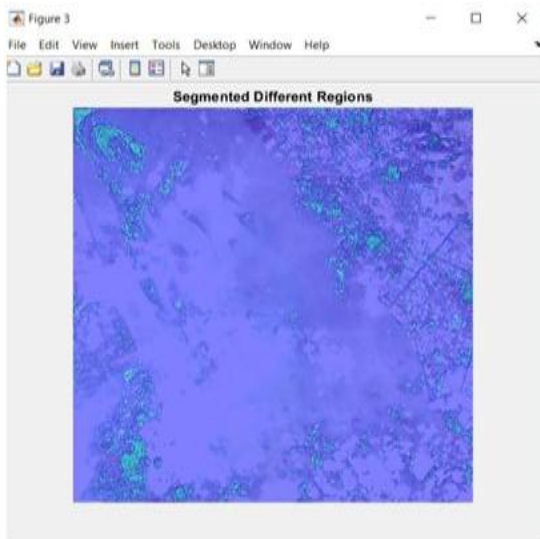 Figure 3
File Edit View Insert Tools Desktop Window Help
Segmented Different Regions